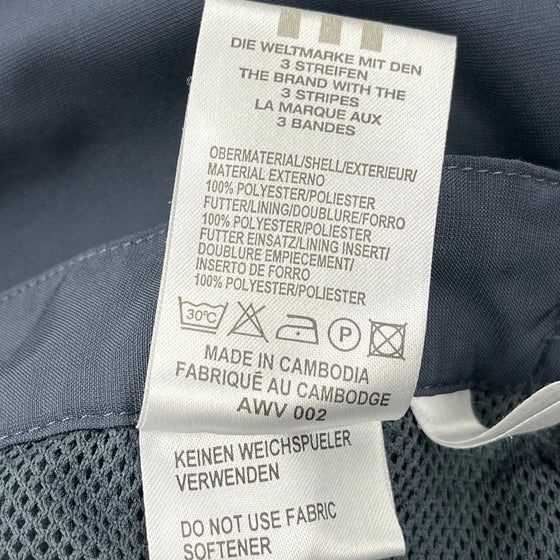 DIE WELTMARKE MIT DEN
3 STREIFEN
THE BRAND WITH THE
3 STRIPES
LA MARQUE AUX
3 BANDES
OBERMATERIAL/SHELL/EXTERIEUR/
MATERIAL EXTERNO
100% POLYESTER/POLIESTER
FUTTER/LINING/DOUBLURE/FORRO
100% POLYESTER/POLIESTER
FUTTER EINSATZ/LINING INSERT/
DOUBLURE EMPIECEMENT/
INSERTO DE FORRO
100% POLYESTER/POLIESTER
30°C P
MADE IN CAMBODIA
FABRIQUÉ AU CAMBODGE
AWV 002
KEINEN WEICHSPUELER
VERWENDEN
DO NOT USE FABRIC
SOFTENER